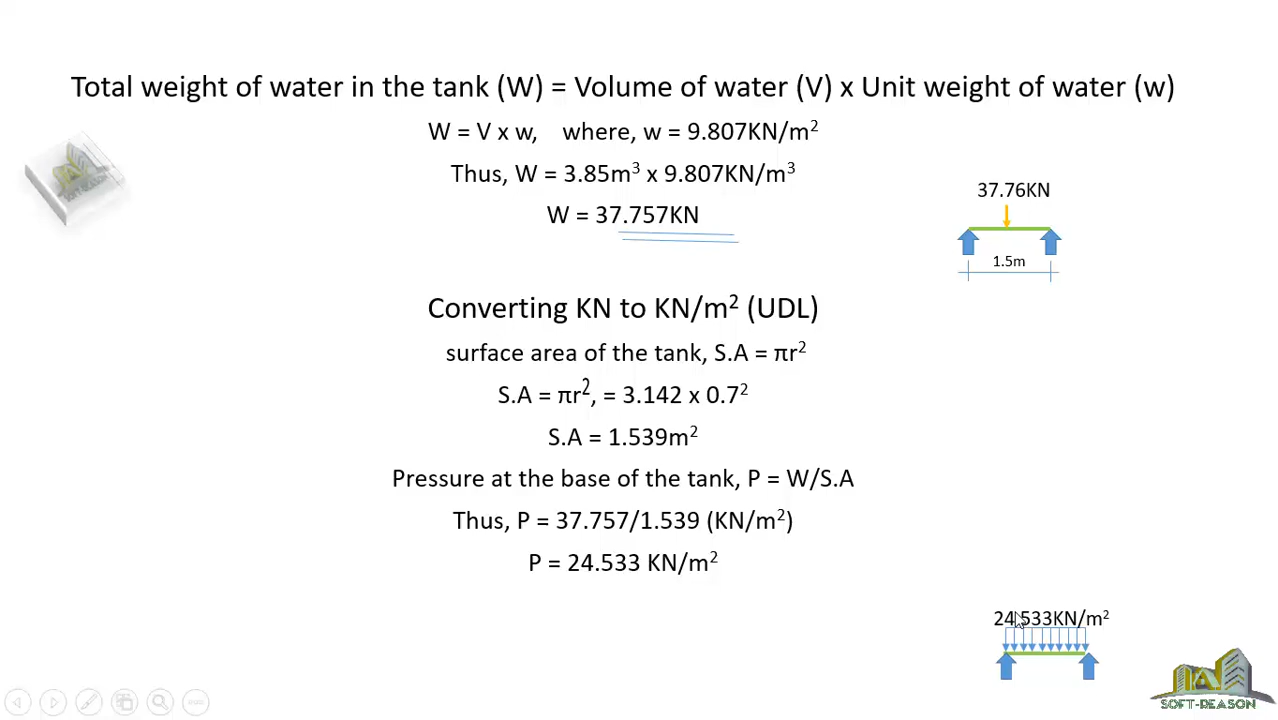 Total weight of water in the tank (W) = Volume of water (V) x Unit weight of water (w)
W = V x w, where, w = 9.807KN/m²
Thus, W = 3.85m³ x 9.807KN/m³
W = 37.757KN
37.76KN
1.5m
Converting KN to KN/m² (UDL)
surface area of the tank, S.A = πr²
S.A = πr², = 3.142 x 0.7²
S.A = 1.539m²
Pressure at the base of the tank, P = W/S.A
Thus, P = 37.757/1.539 (KN/m²)
P = 24.533 KN/m²
24.533KN/m²
SOFT-REASON
SOFT-REASON